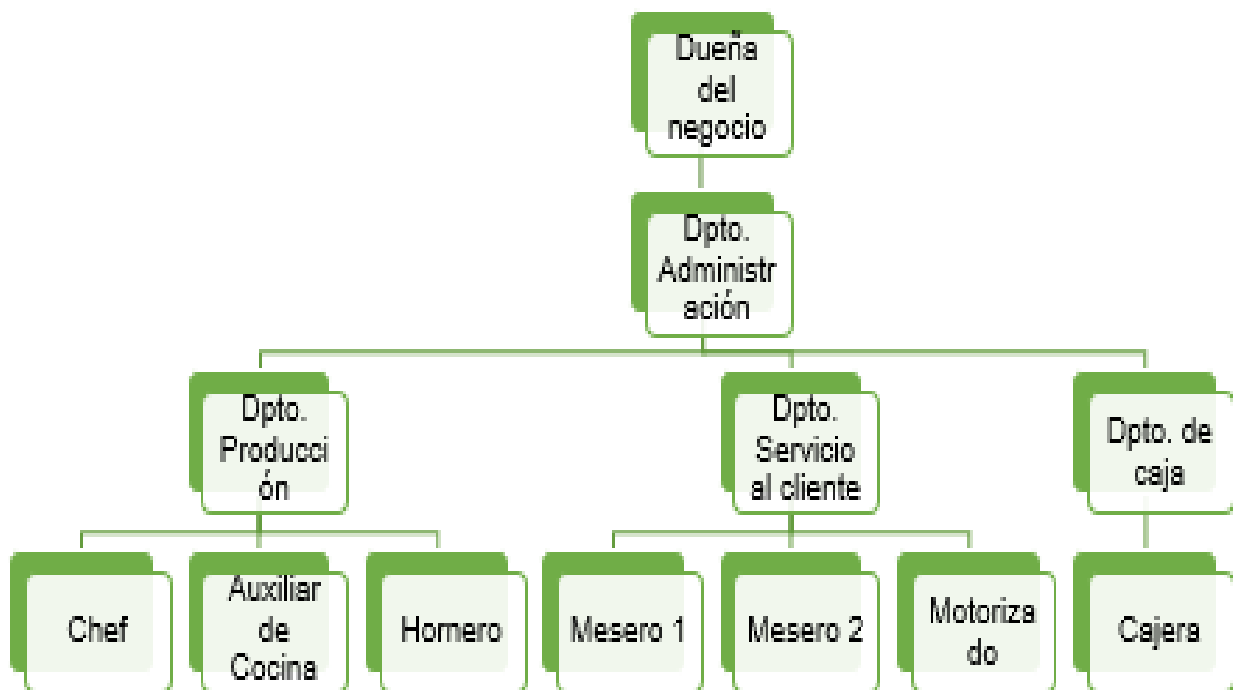 Dueña
del
negocio
Dpto.
Administr
ación
Dpto.
Producci
ón
Dpto.
Servicio
al cliente
Dpto. de
caja
Chef
Auxiliar
de
Cocina
Hornero
Mesero 1
Mesero 2
Motoriza
do
Cajera